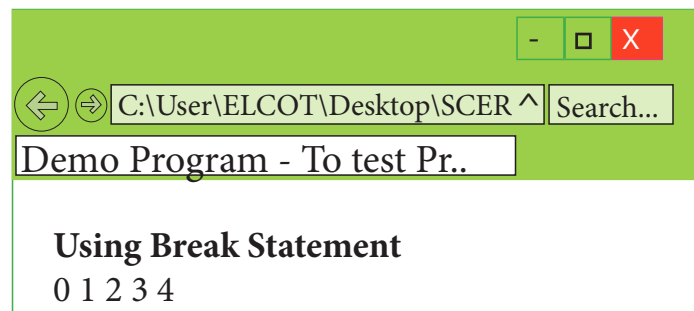 - X
C:\User\ELCOT\Desktop\SCER ^ Search...
Demo Program - To test Pr..
Using Break Statement
0 1 2 3 4